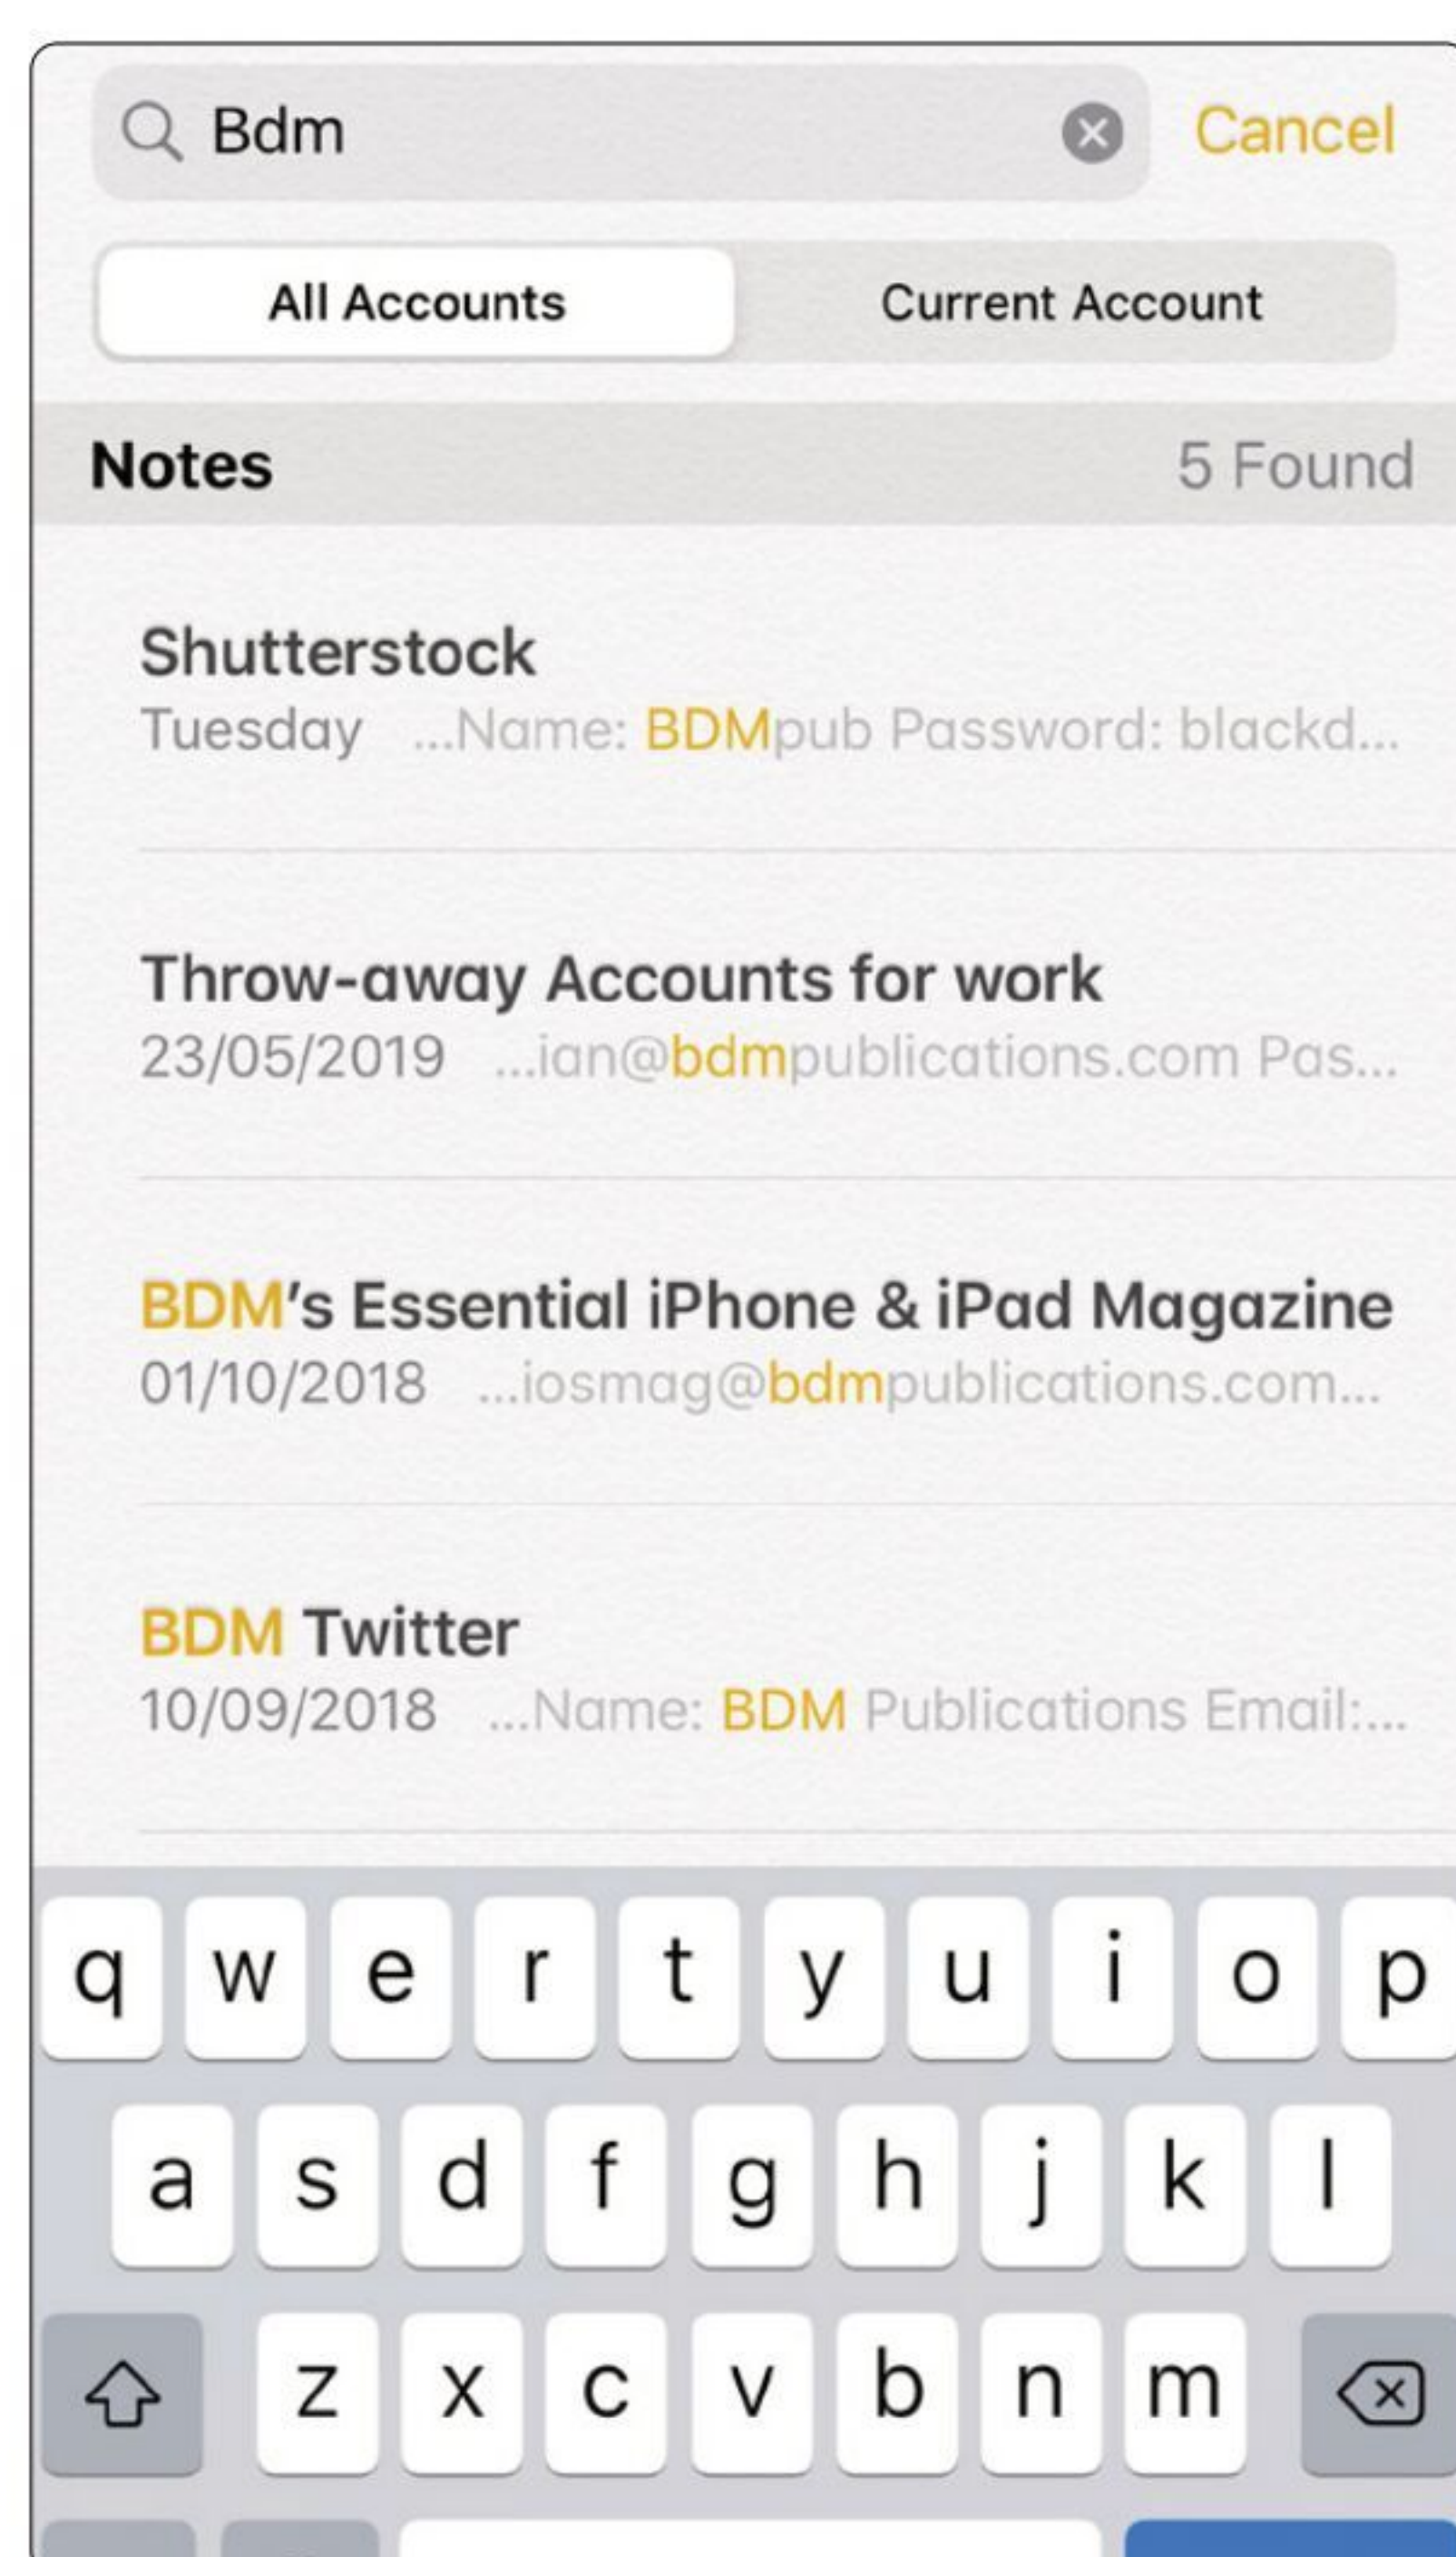 Bdm Cancel
All Accounts Current Account
Notes 5 Found
Shutterstock
Tuesday ...Name: BDMpub Password: blackd...
Throw-away Accounts for work
23/05/2019 ...ian@bdmpublications.com Pas...
BDM's Essential iPhone & iPad Magazine
01/10/2018 ...iosmag@bdmpublications.com...
BDM Twitter
10/09/2018 ...Name: BDM Publications Email:...
q w e r t y u i o p
a s d f g h j k l
z x c v b n m